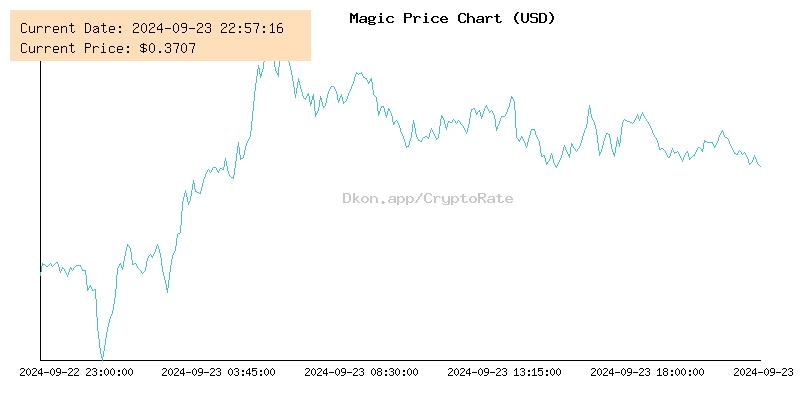 Magic Price Chart (USD)
Current Date: 2024-09-23 22:57:16
Current Price: $0.3707
Dkon.app/CryptoRate
2024-09-22 23:00:00 2024-09-23 03:45:00 2024-09-23 08:30:00 2024-09-23 13:15:00 2024-09-23 18:00:00 2024-09-23